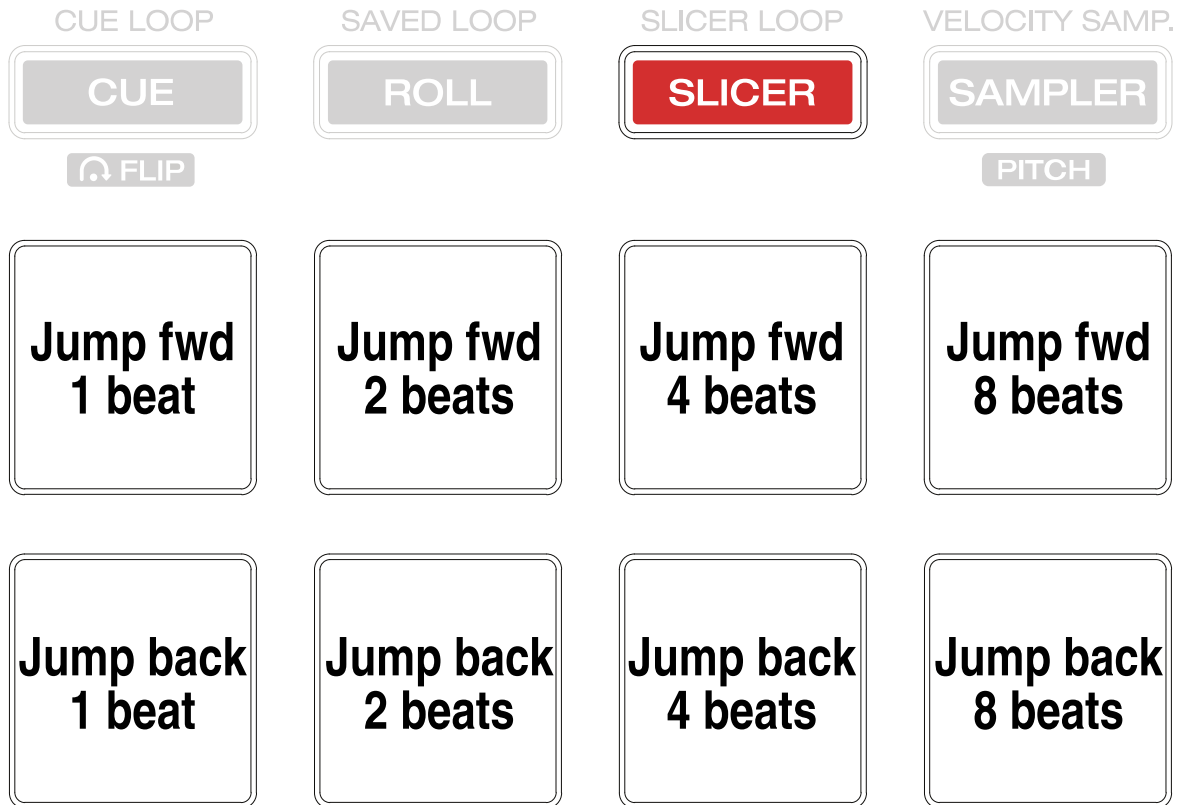 CUE LOOP
SAVED LOOP
SLICER LOOP
VELOCITY SAMP.
CUE
ROLL
SLICER
SAMPLER
FLIP
PITCH
Jump fwd
1 beat
Jump fwd
2 beats
Jump fwd
4 beats
Jump fwd
8 beats
Jump back
1 beat
Jump back
2 beats
Jump back
4 beats
Jump back
8 beats